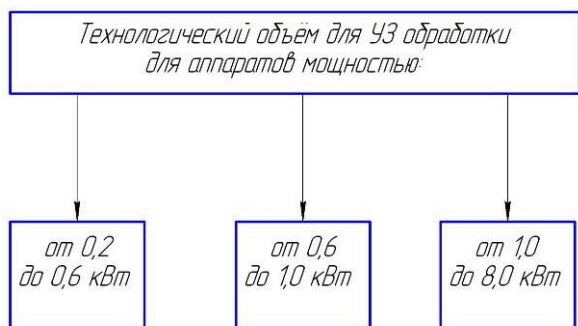 Технологический объём для УЗ обработки
для аппаратов мощностью:
от 0,2
до 0,6 кВт
от 0,6
до 1,0 кВт
от 1,0
до 8,0 кВт